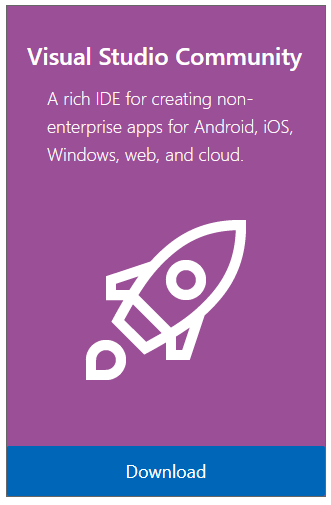 Visual Studio Community
A rich IDE for creating non-
enterprise apps for Android, iOS,
Windows, web, and cloud.
Download